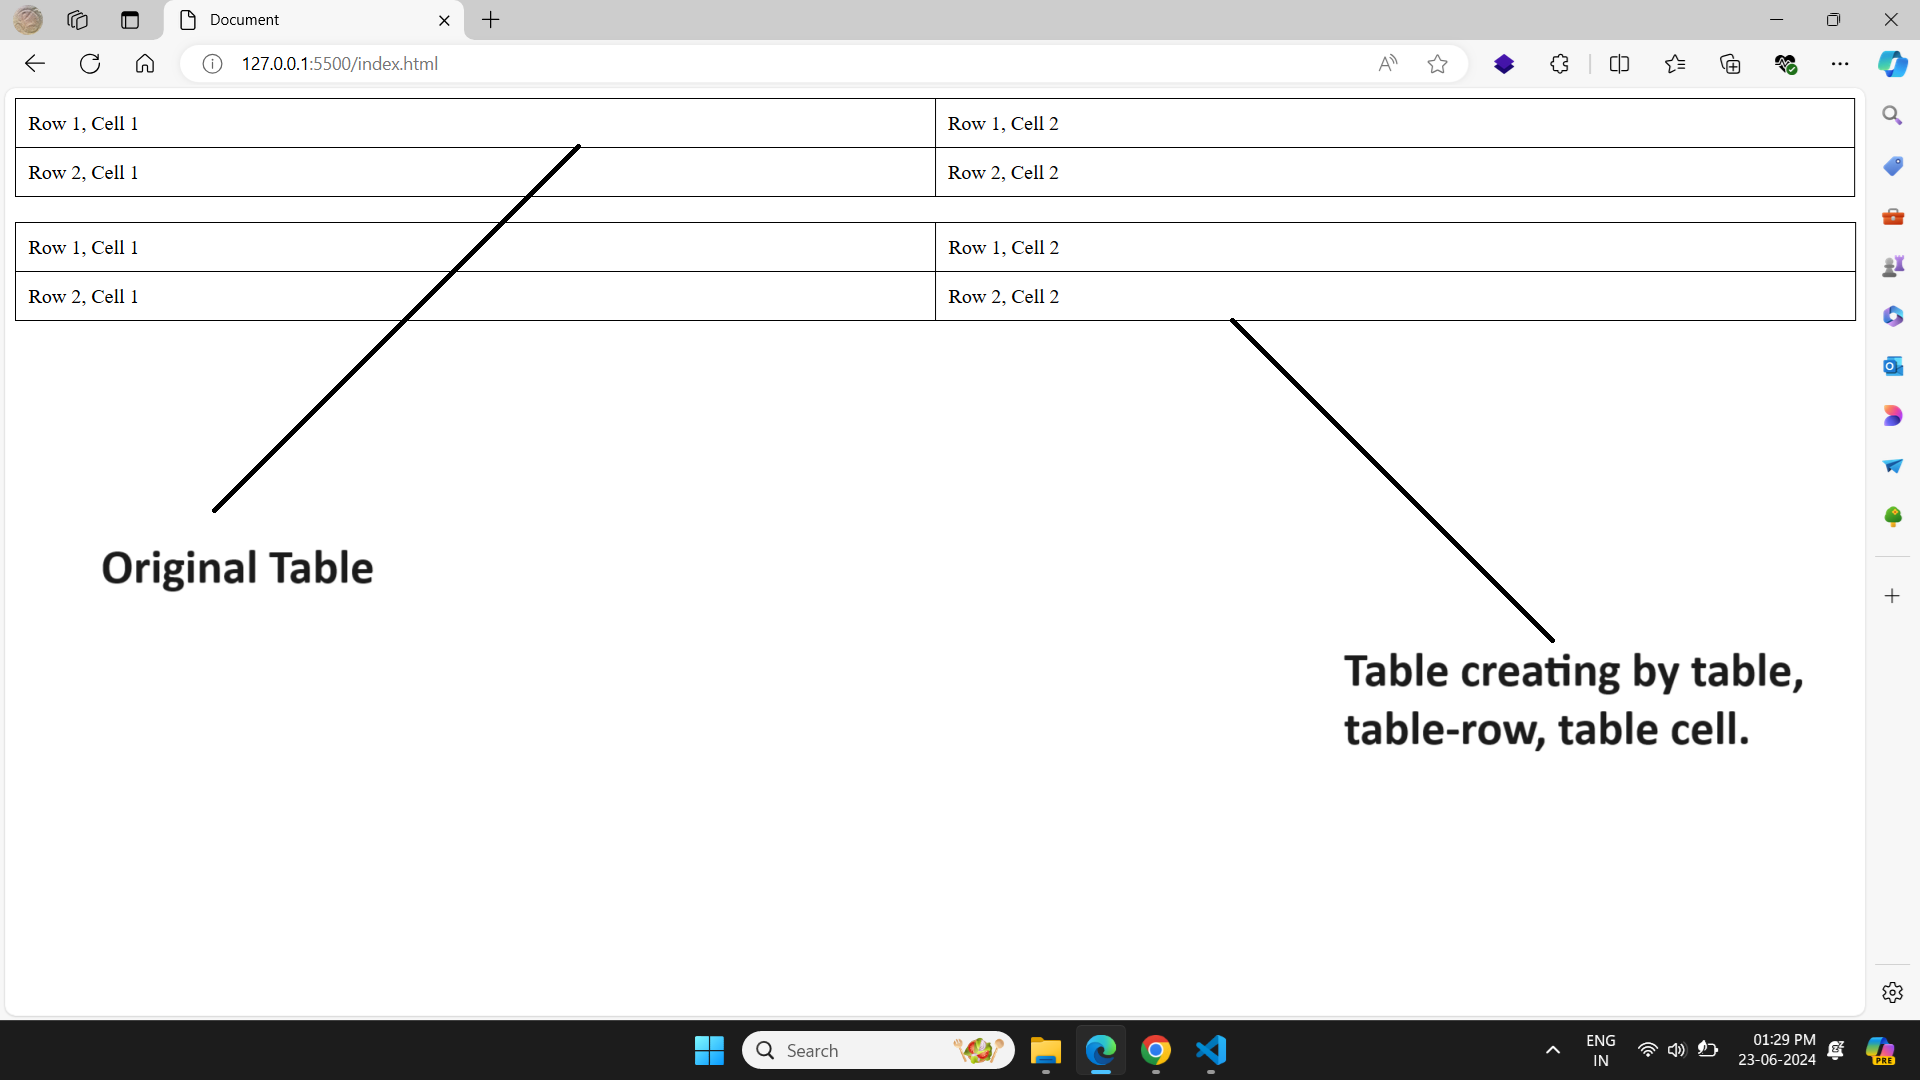 Document
127.0.0.1:5500/index.html
Row 1, Cell 1 Row 1, Cell 2
Row 2, Cell 1 Row 2, Cell 2
Row 1, Cell 1 Row 1, Cell 2
Row 2, Cell 1 Row 2, Cell 2
Original Table
Table creating by table,
table-row, table cell.
Search
ENG
IN
01:29 PM
23-06-2024
PRE